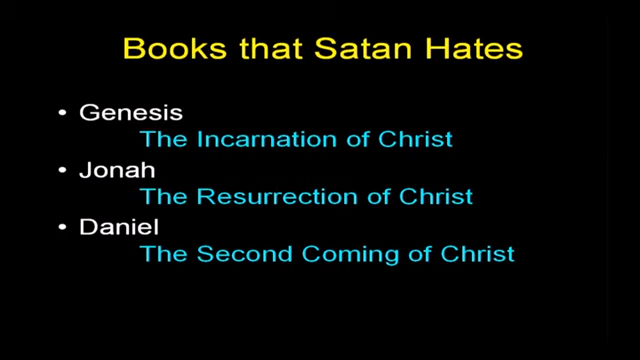 Books that Satan Hates
• Genesis
The Incarnation of Christ
• Jonah
The Resurrection of Christ
• Daniel
The Second Coming of Christ